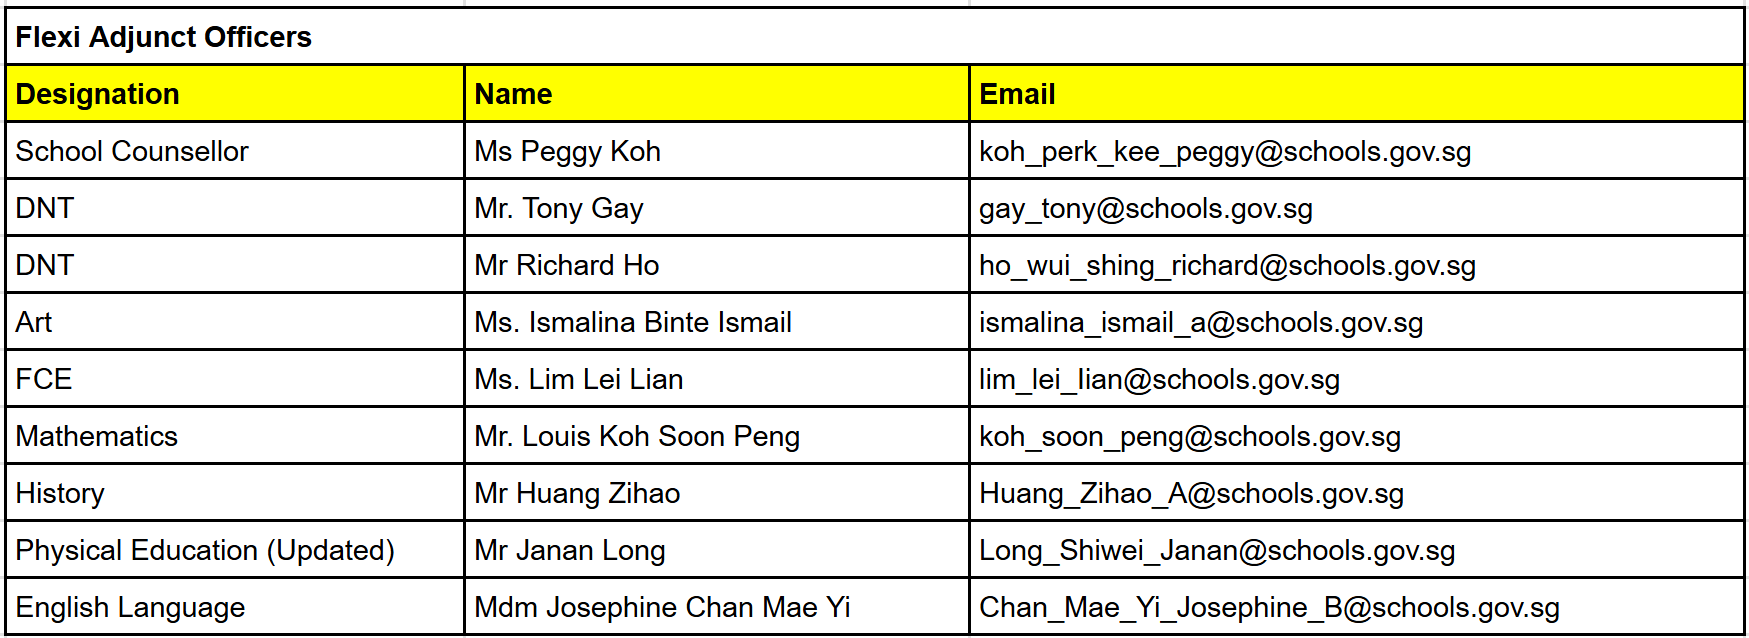 Flexi Adjunct Officers
Designation Name Email
School Counsellor Ms Peggy Koh koh_perk_kee_peggy@schools.gov.sg
DNT Mr. Tony Gay gay_tony@schools.gov.sg
DNT Mr Richard Ho ho_wui_shing_richard@schools.gov.sg
Art Ms. Ismalina Binte Ismail ismalina_ismail_a@schools.gov.sg
FCE Ms. Lim Lei Lian lim_lei_lian@schools.gov.sg
Mathematics Mr. Louis Koh Soon Peng koh_soon_peng@schools.gov.sg
History Mr Huang Zihao Huang_Zihao_A@schools.gov.sg
Physical Education (Updated) Mr Janan Long Long_Shiwei_Janan@schools.gov.sg
English Language Mdm Josephine Chan Mae Yi Chan_Mae_Yi_Josephine_B@schools.gov.sg